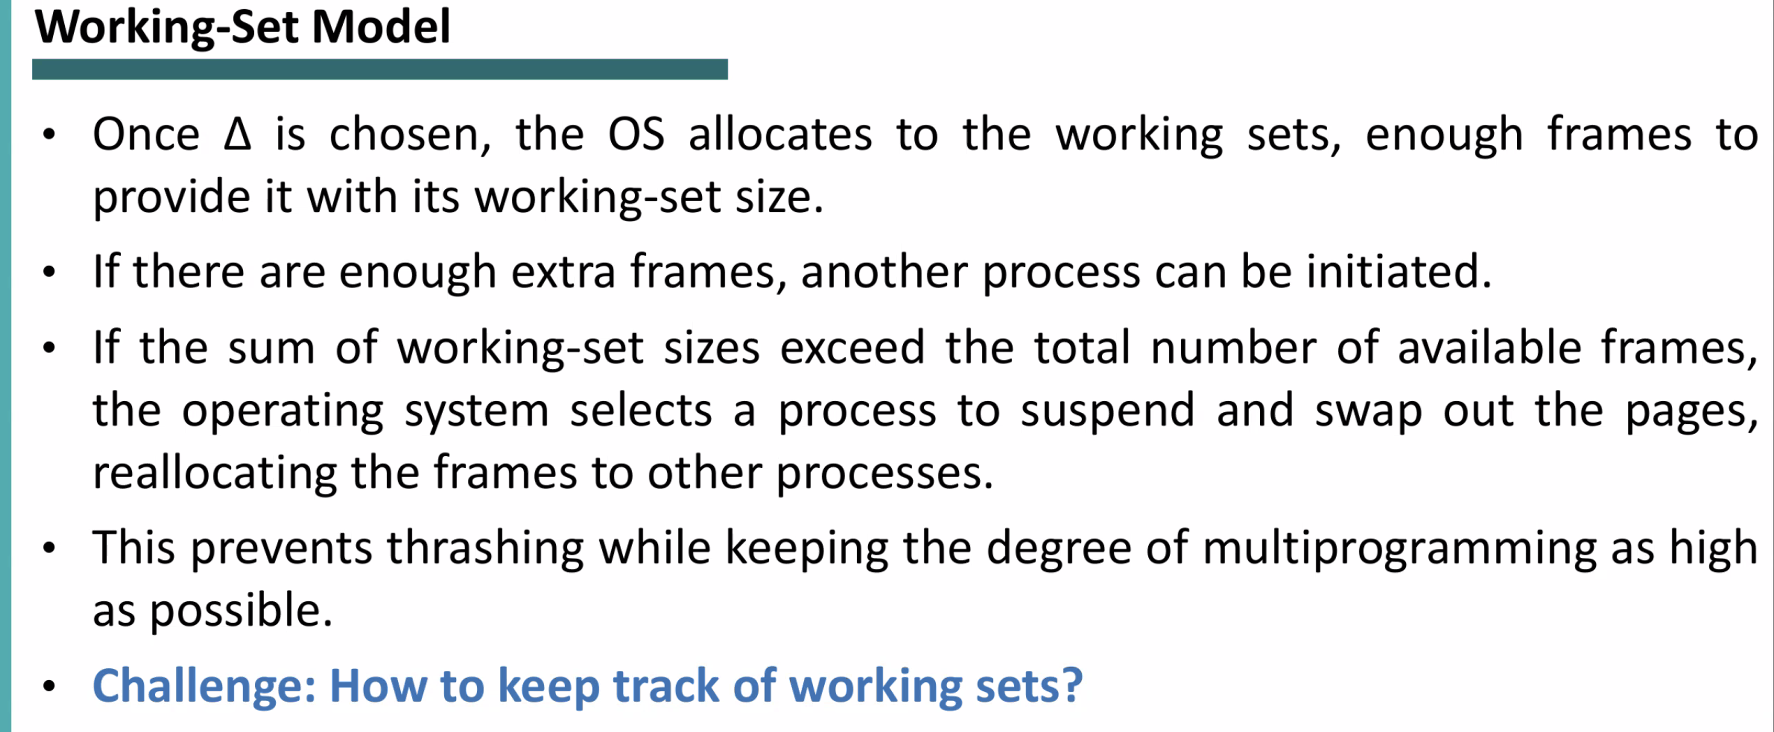 Working-Set Model
• Once Δ is chosen, the OS allocates to the working sets, enough frames to
provide it with its working-set size.
• If there are enough extra frames, another process can be initiated.
• If the sum of working-set sizes exceed the total number of available frames,
the operating system selects a process to suspend and swap out the pages,
reallocating the frames to other processes.
• This prevents thrashing while keeping the degree of multiprogramming as high
as possible.
• Challenge: How to keep track of working sets?